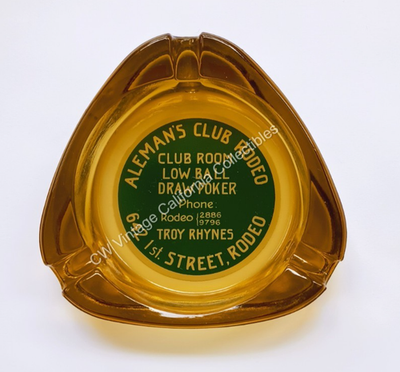 ALEMAN'S CLUB RODEO
CLUB ROOM
LOW BALL
DRAW POKER
Phone
Rodeo 2886
9796
TROY RHYNES
1st. STREET, RODEO
CW Vintage California Collectibles